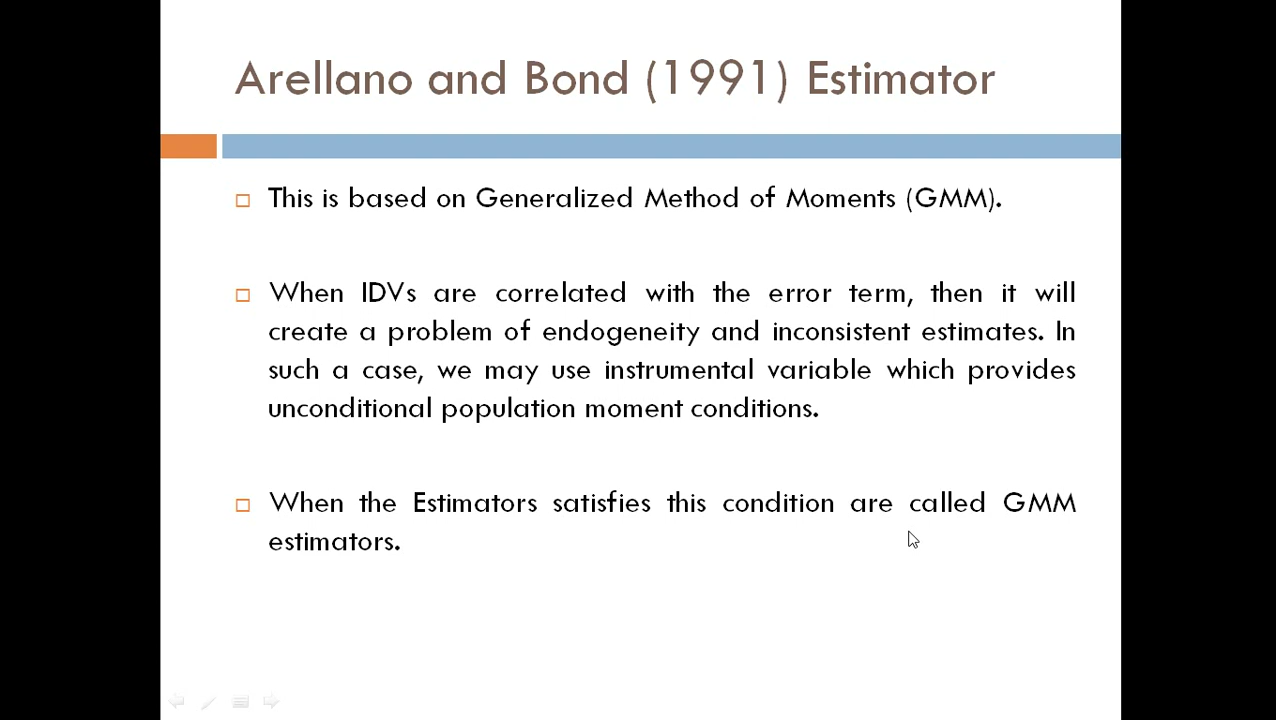 Arellano and Bond (1991) Estimator
This is based on Generalized Method of Moments (GMM).
When IDVs are correlated with the error term, then it will
create a problem of endogeneity and inconsistent estimates. In
such a case, we may use instrumental variable which provides
unconditional population moment conditions.
When the Estimators satisfies this condition are called GMM
estimators.